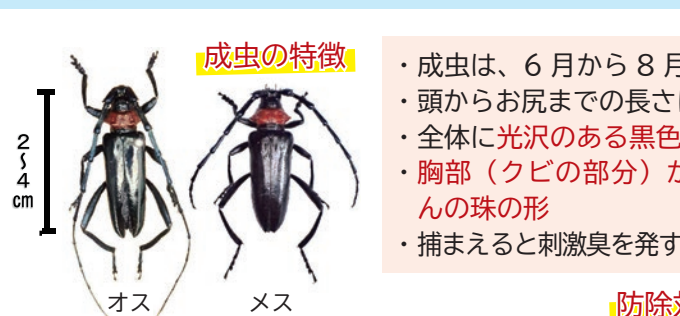 成虫の特徴
2〜4cm
オス
メス
・成虫は、6月から8月
・頭からお尻までの長さ
・全体に光沢のある黒色
・胸部（クビの部分）か
んの珠の形
・捕まえると刺激臭を発す
防除